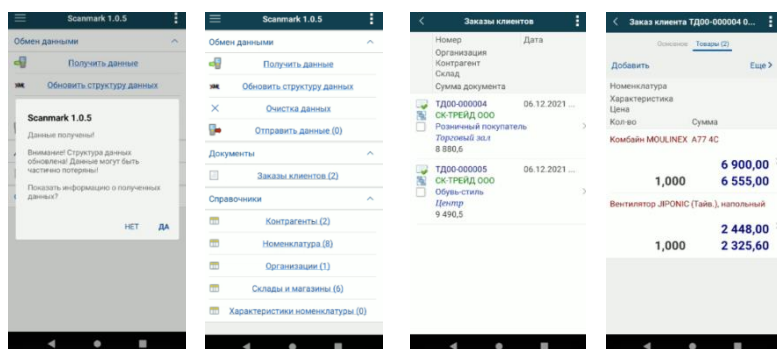 Scanmark 1.0.5
Обмен данными
Получить данные
Обновить структуру данных
Scanmark 1.0.5
Данные получены!
Внимание! Структура данных
обновлена! Данные могут быть
частично потеряны!
Показать информацию о полученных
данных?
НЕТ ДА
Scanmark 1.0.5
Обмен данными
Получить данные
Обновить структуру данных
Очистка данных
Отправить данные (0)
Документы
Заказы клиентов (2)
Справочники
Контрагенты (2)
Номенклатура (8)
Организации (1)
Склады и магазины (6)
Характеристики номенклатуры (0)
Заказы клиентов
Номер Дата
Организация
Контрагент
Склад
Сумма документа
ТД00-000004 06.12.2021 ...
СК-ТРЕЙД ООО
Розничный покупатель
Торговый зал
8 880,6
ТД00-000005 06.12.2021 ...
СК-ТРЕЙД ООО
Обувь-стиль
Центр
9 490,5
Заказ клиента ТД00-000004 0...
Основное Товары (2)
Добавить Еще
Номенклатура
Характеристика
Цена
Кол-во Сумма
Комбайн MOULINEX A77 4C
6 900,00
1,000 6 555,00
Вентилятор JIPONIC (Тайв.), напольный
2 448,00
1,000 2 325,60